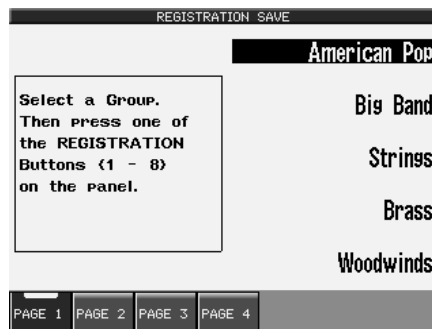 REGISTRATION SAVE
American Pop
Select a Group.
Then press one of
the REGISTRATION
Buttons (1 - 8)
on the panel.
Big Band
Strings
Brass
Woodwinds
PAGE 1 PAGE 2 PAGE 3 PAGE 4